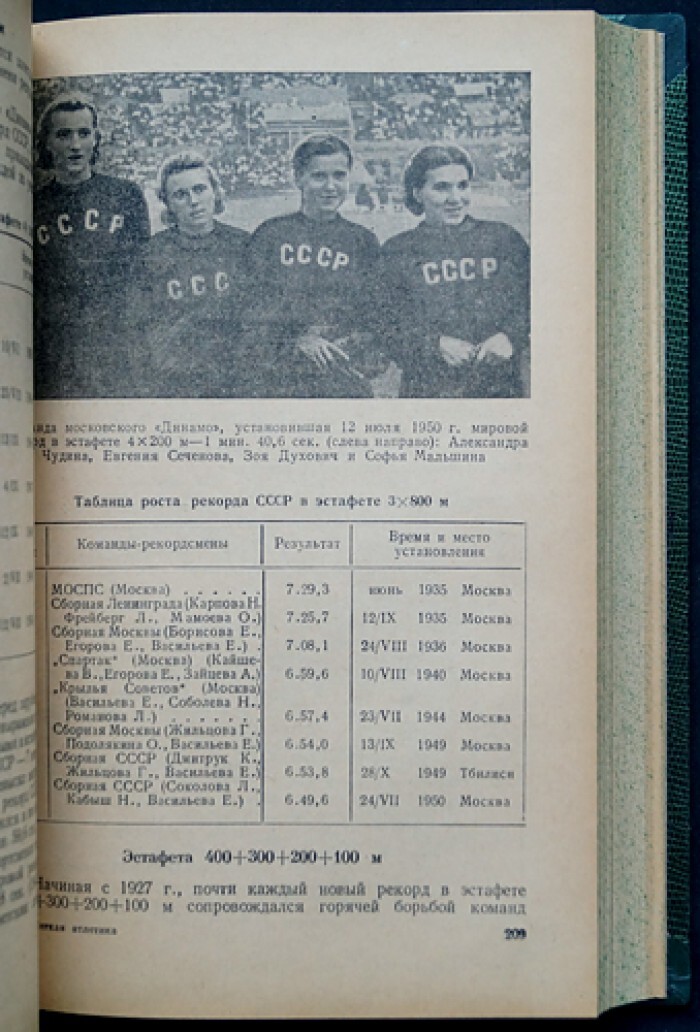 СССР
ССС
СССР
СССР
московского «Динамо», установившая 12 июля 1950 г. мировой
в эстафете 4×200 м—1 мин. 40,6 сек. (слева направо): Александра
Чудина, Евгения Сеченова, Зоя Духович и Софья Мальшина
Таблица роста рекорда СССР в эстафете 3×800 м
Команды-рекордсмены Результат Время и место
установления
МОСПС (Москва) . . . . . . 7.29,3 июнь 1935 Москва
Сборная Ленинграда (Карпова Н.
Фрейберг Л., Мамоева О.) 7.25,7 12/IX 1935 Москва
Сборная Москвы (Борисова Е.,
Егорова Е., Васильева Е.) . 7.08,1 24/VIII 1936 Москва
„Спартак“ (Москва) (Кайше-
ва В., Егорова Е., Зайцева А.) 6.59,6 10/VIII 1940 Москва
„Крылья Советов“ (Москва)
(Васильева Е., Соболева Н.,
Романова Л.) . . . . . . 6.57,4 23/VII 1944 Москва
Сборная Москвы (Жильцова Г.,
Подолякина О., Васильева Е.) 6.54,0 13/IX 1949 Москва
Сборная СССР (Дмитрук К.,
Жильцова Г., Васильева Е.) 6.53,8 28/X 1949 Тбилиси
Сборная СССР (Соколова Л.,
Кабыш Н., Васильева Е.) . 6.49,6 24/VII 1950 Москва
Эстафета 400+300+200+100 м
Начиная с 1927 г., почти каждый новый рекорд в эстафете
+300+200+100 м сопровождался горячей борьбой команд
атлетика 209